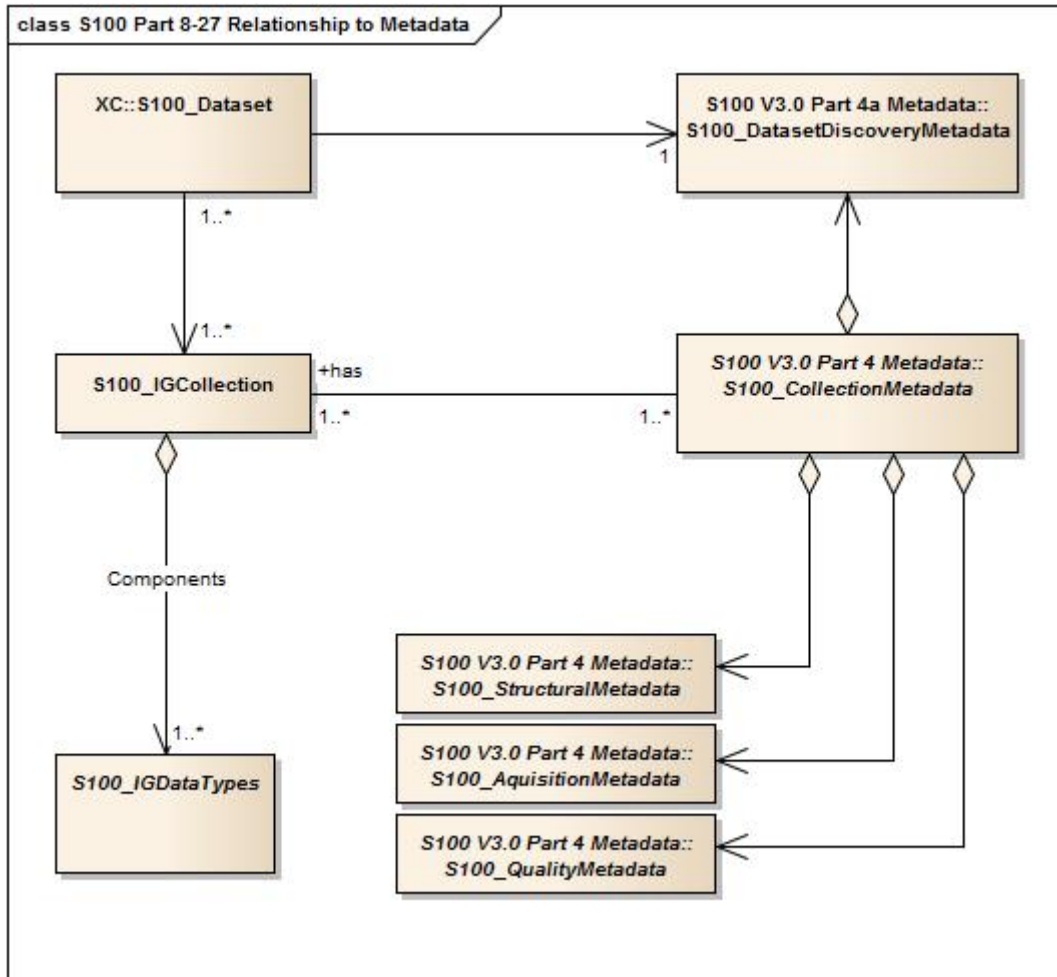 class S100 Part 8-27 Relationship to Metadata
XC::S100_Dataset
S100 V3.0 Part 4a Metadata::
S100_DatasetDiscoveryMetadata
1
1..*
1..*
S100_IGCollection
+has
1..*
1..*
S100 V3.0 Part 4 Metadata::
S100_CollectionMetadata
Components
1..*
S100_IGDataTypes
S100 V3.0 Part 4 Metadata::
S100_StructuralMetadata
S100 V3.0 Part 4 Metadata::
S100_AquisitionMetadata
S100 V3.0 Part 4 Metadata::
S100_QualityMetadata